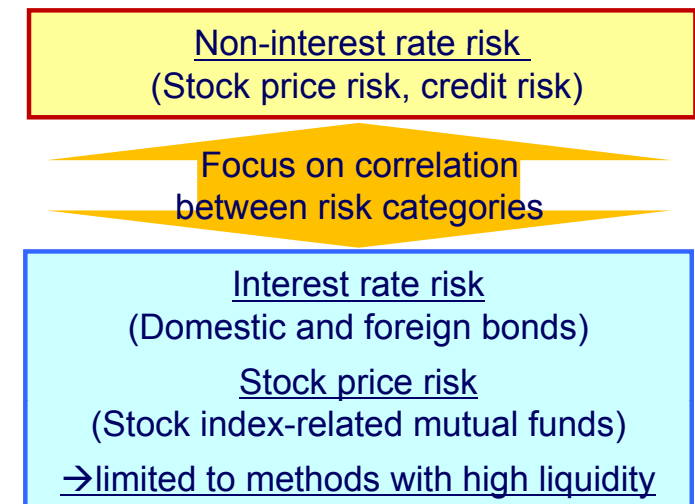 Non-interest rate risk
(Stock price risk, credit risk)
Focus on correlation
between risk categories
Interest rate risk
(Domestic and foreign bonds)
Stock price risk
(Stock index-related mutual funds)
→limited to methods with high liquidity